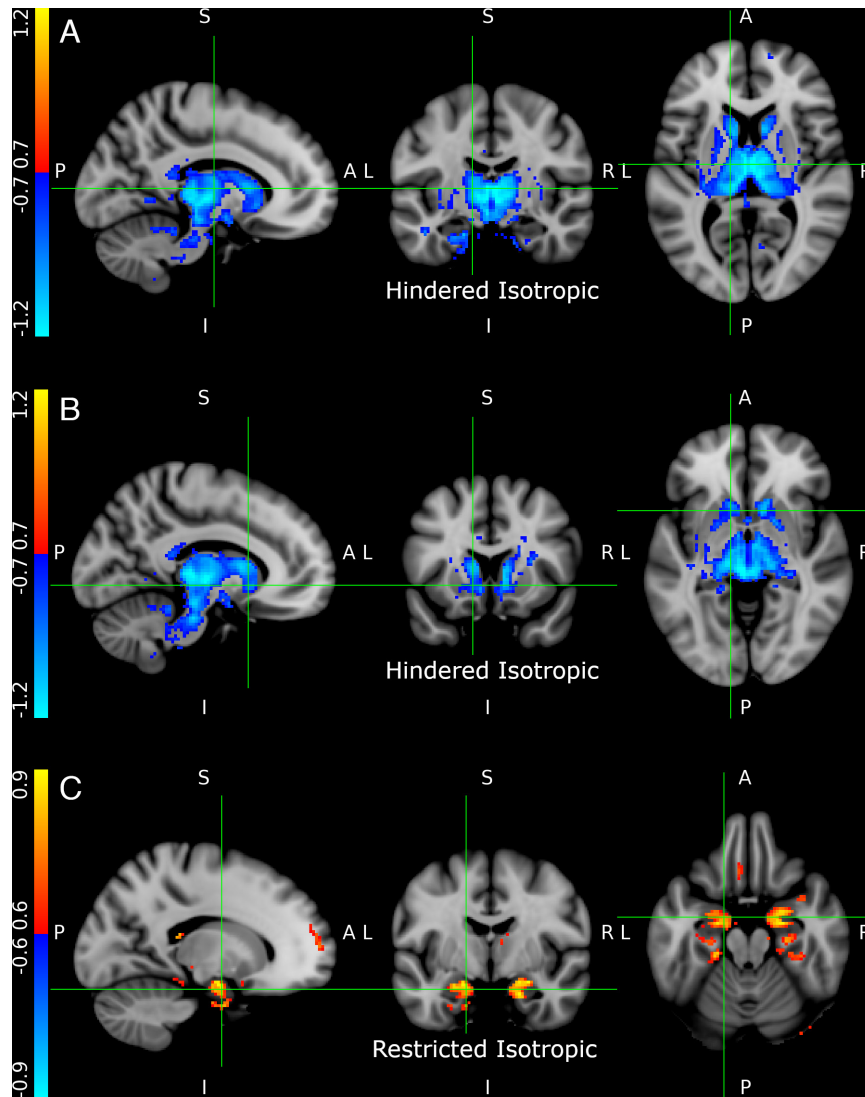 A
1.2
0.7
-0.7
-1.2
S
S
A
P
A L
R L
Hindered Isotropic
I
I
P
B
1.2
0.7
-0.7
-1.2
S
S
A
P
A L
R L
Hindered Isotropic
I
I
P
C
0.9
0.6
-0.6
-0.9
S
S
A
P
A L
R L
Restricted Isotropic
I
I
P